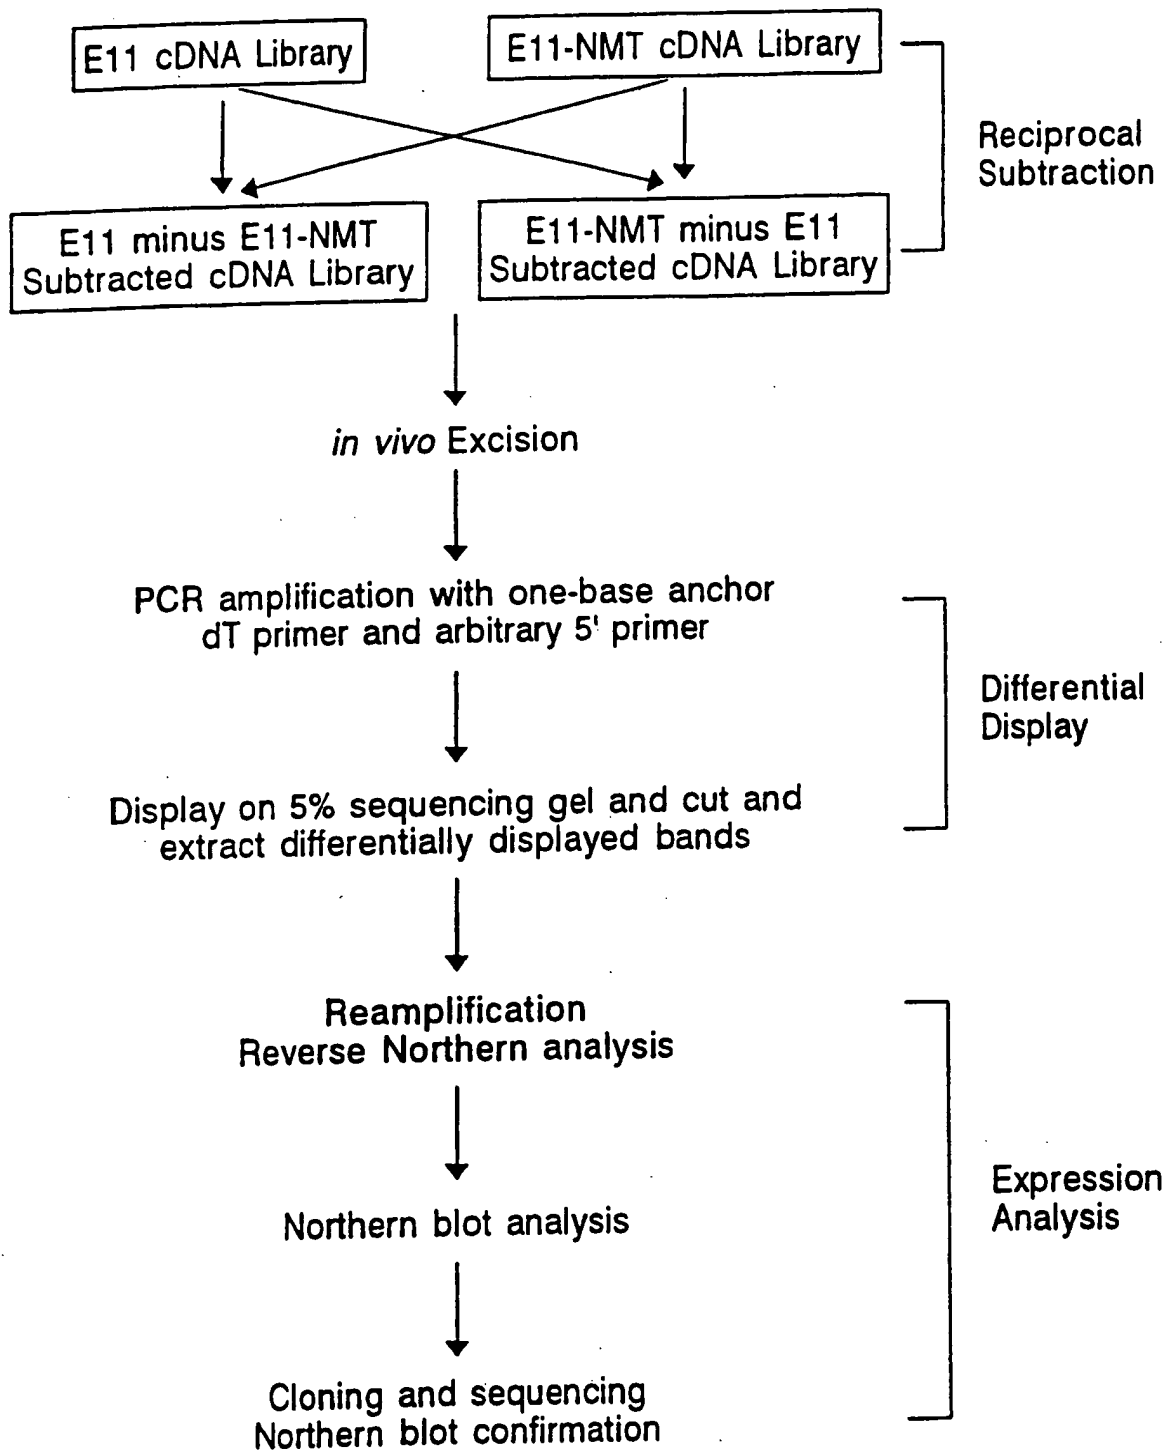 E11 cDNA Library
E11-NMT cDNA Library
Reciprocal
Subtraction
E11 minus E11-NMT
Subtracted cDNA Library
E11-NMT minus E11
Subtracted cDNA Library
in vivo Excision
PCR amplification with one-base anchor
dT primer and arbitrary 5' primer
Differential
Display
Display on 5% sequencing gel and cut and
extract differentially displayed bands
Reamplification
Reverse Northern analysis
Northern blot analysis
Expression
Analysis
Cloning and sequencing
Northern blot confirmation